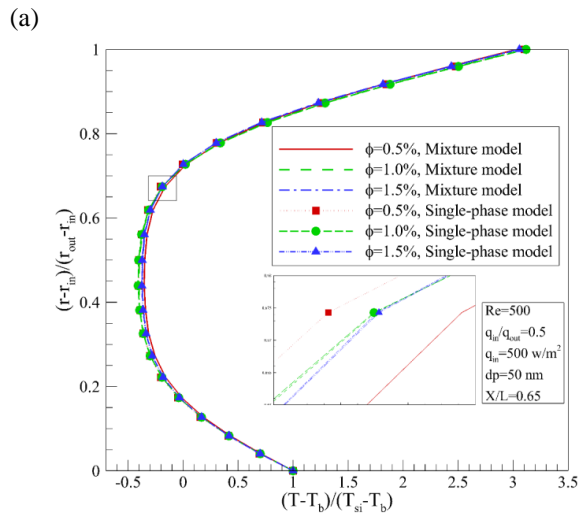 (a)
1
0.8
0.6
0.4
0.2
0
-0.5 0 0.5 1 1.5 2 2.5 3 3.5
(r-r_in)/(r_out-r_in)
(T-T_b)/(T_si-T_b)
ϕ=0.5%, Mixture model
ϕ=1.0%, Mixture model
ϕ=1.5%, Mixture model
ϕ=0.5%, Single-phase model
ϕ=1.0%, Single-phase model
ϕ=1.5%, Single-phase model
Re=500
q_in/q_out=0.5
q_in=500 w/m²
dp=50 nm
X/L=0.65